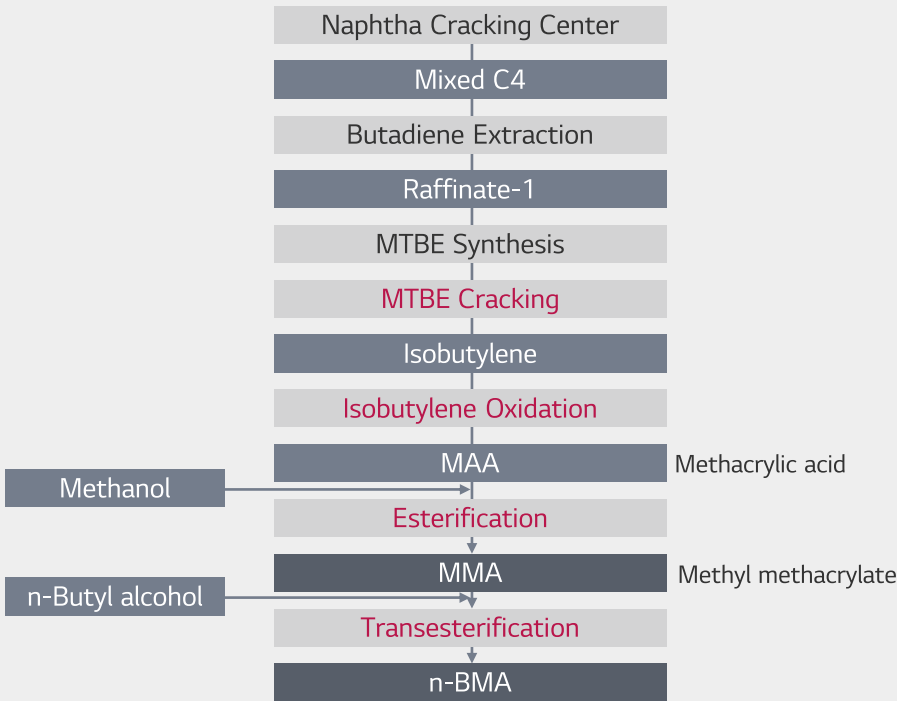 Naphtha Cracking Center
Mixed C4
Butadiene Extraction
Raffinate-1
MTBE Synthesis
MTBE Cracking
Isobutylene
Isobutylene Oxidation
MAA
Methacrylic acid
Methanol
Esterification
MMA
Methyl methacrylate
n-Butyl alcohol
Transesterification
n-BMA